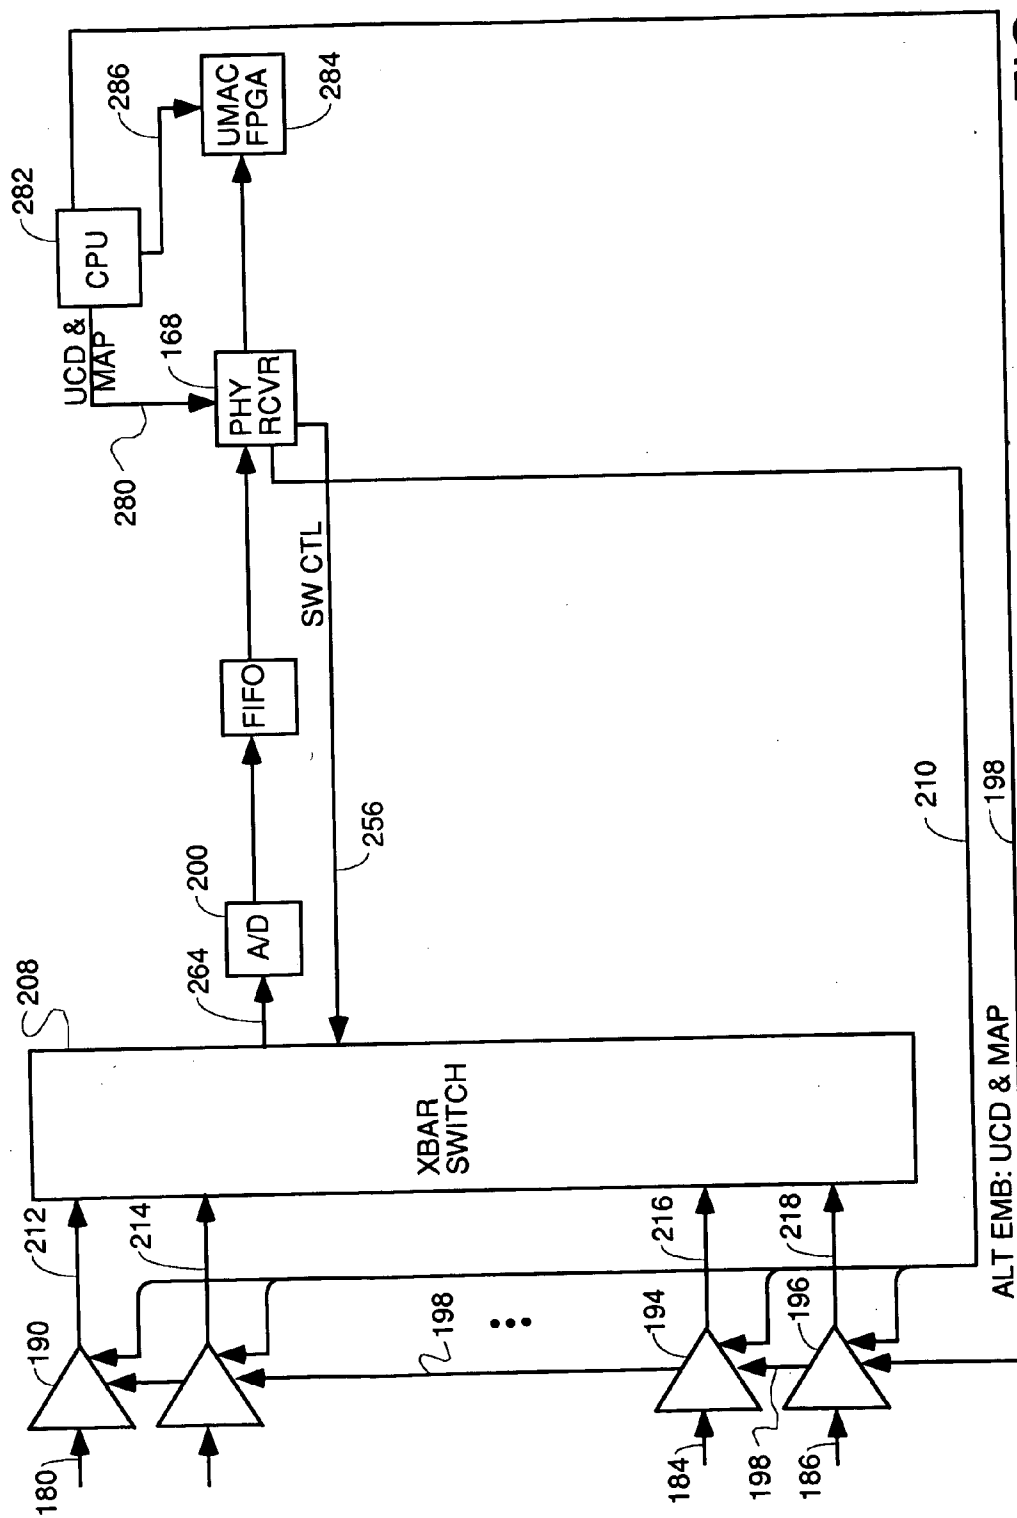 282
CPU
286
UMAC
FPGA
284
UCD &
MAP
280
168
PHY
RCVR
SW CTL
FIFO
256
200
A/D
264
208
XBAR
SWITCH
212
214
216
218
190
194
196
198
198
180
184
186
210
198
ALT EMB: UCD & MAP